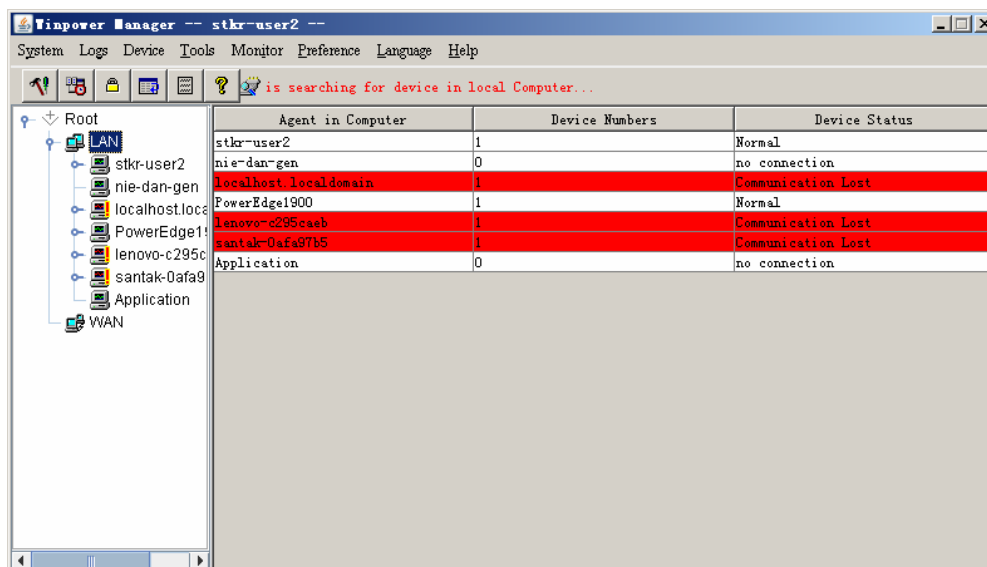 Winpower Manager -- stkr-user2 --
System Logs Device Tools Monitor Preference Language Help
is searching for device in local Computer...
Root
LAN
stkr-user2
nie-dan-gen
localhost.loca
PowerEdge1!
lenovo-c295c
santak-0afa9
Application
WAN
Agent in Computer Device Numbers Device Status
stkr-user2 1 Normal
nie-dan-gen 0 no connection
localhost.localdomain 1 Communication Lost
PowerEdge1900 1 Normal
lenovo-c295caeb 1 Communication Lost
santak-0afa97b5 1 Communication Lost
Application 0 no connection